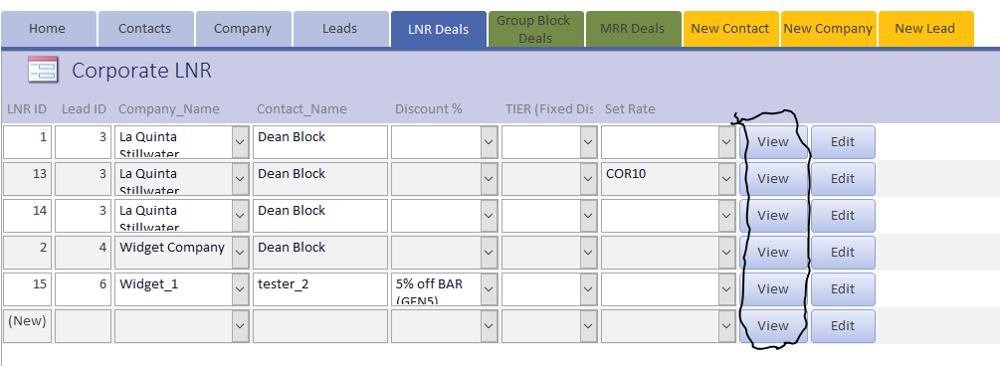 Home Contacts Company Leads LNR Deals Group Block Deals MRR Deals New Contact New Company New Lead
Corporate LNR
LNR ID Lead ID Company_Name Contact_Name Discount % TIER (Fixed Dis Set Rate
1 3 La Quinta Stillwater Dean Block View Edit
13 3 La Quinta Stillwater Dean Block COR10 View Edit
14 3 La Quinta Stillwater Dean Block View Edit
2 4 Widget Company Dean Block View Edit
15 6 Widget_1 tester_2 5% off BAR (GEN5) View Edit
(New) View Edit